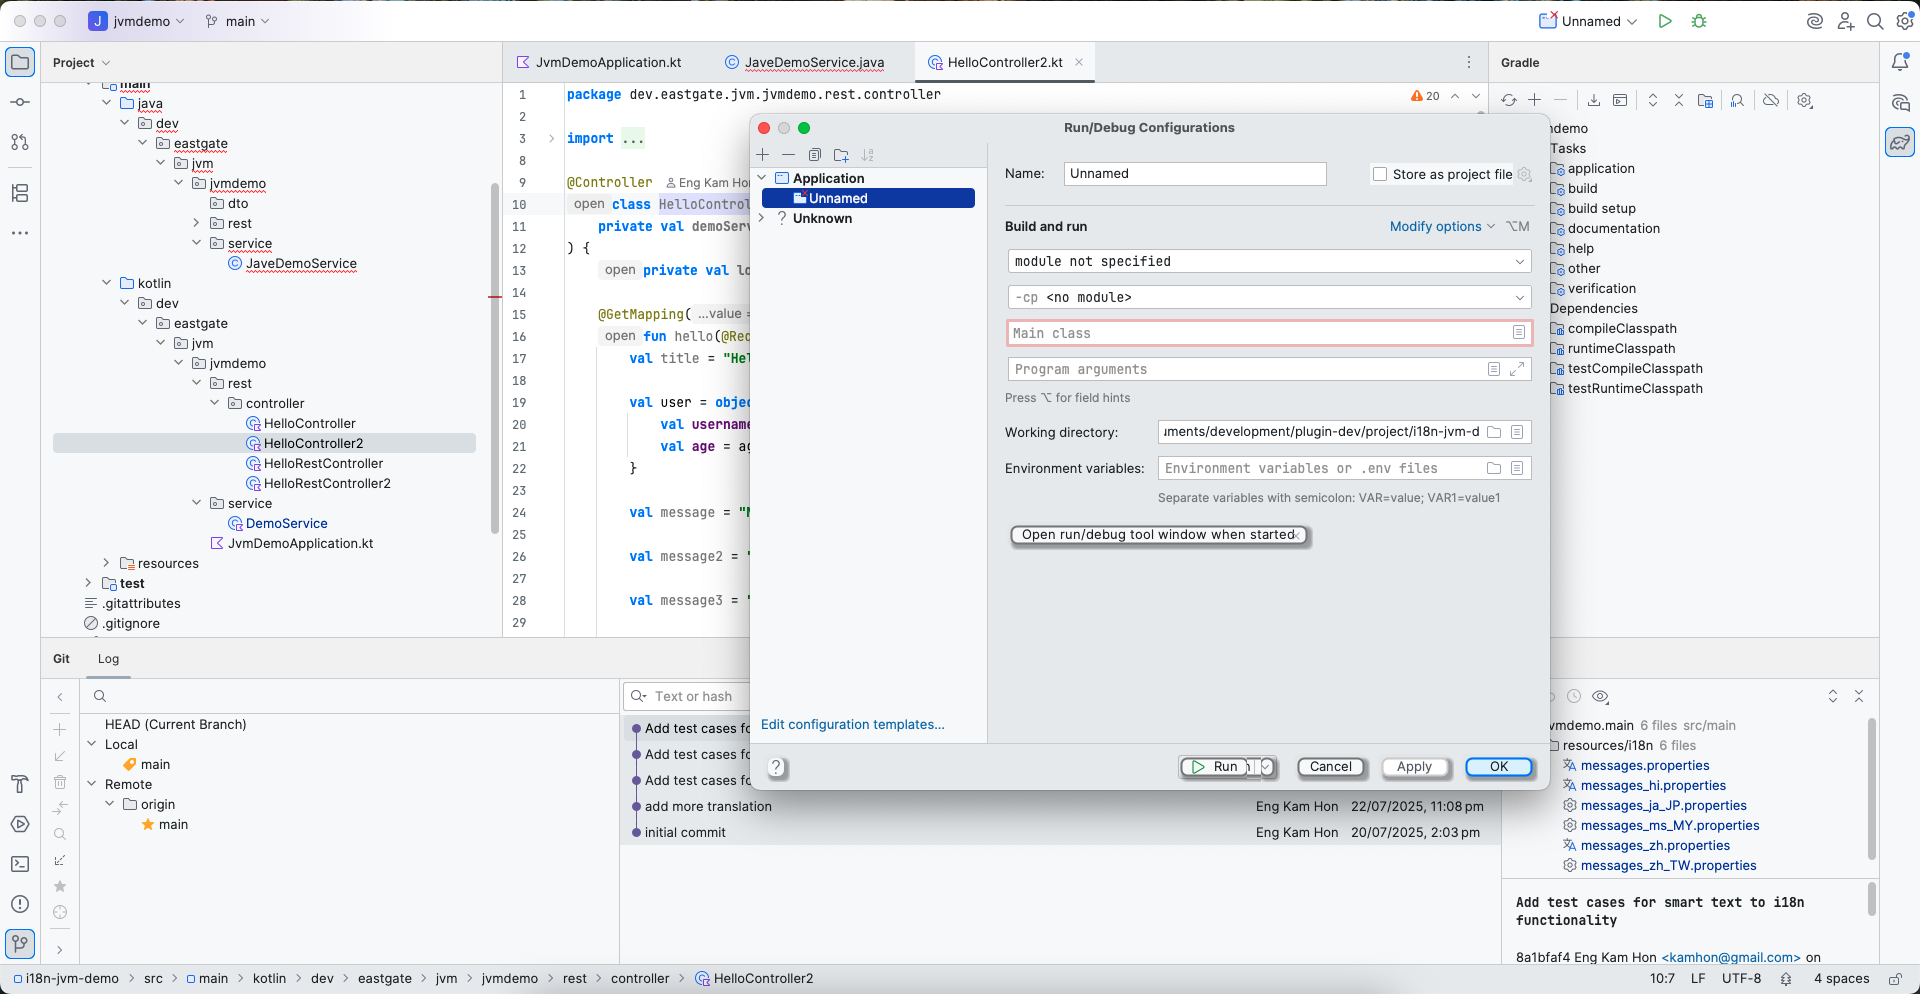 J jvmdemo main Unnamed
Project
main
java
dev
eastgate
jvm
jvmdemo
dto
rest
service
JaveDemoService
kotlin
dev
eastgate
jvm
jvmdemo
rest
controller
HelloController
HelloController2
HelloRestController
HelloRestController2
service
DemoService
JvmDemoApplication.kt
resources
test
.gitattributes
.gitignore
JvmDemoApplication.kt JaveDemoService.java HelloController2.kt
20
1 package dev.eastgate.jvm.jvmdemo.rest.controller
2
3 import ...
8
9 @Controller Eng Kam Hon
10 open class HelloControl
11 private val demoServ
12 ) {
13 open private val lo
14
15 @GetMapping( ...value =
16 open fun hello(@Req
17 val title = "Hel
18
19 val user = objec
20 val username
21 val age = ag
22 }
23
24 val message = "M
25
26 val message2 = "
27
28 val message3 = "
29
Run/Debug Configurations
Application
Unnamed
? Unknown
Edit configuration templates...
Name: Unnamed Store as project file
Build and run Modify options ⌥M
module not specified
-cp <no module>
Main class
Program arguments
Press ⌥ for field hints
Working directory: uments/development/plugin-dev/project/i18n-jvm-d
Environment variables: Environment variables or .env files
Separate variables with semicolon: VAR=value; VAR1=value1
Open run/debug tool window when started
? Run Cancel Apply OK
Gradle
demo
Tasks
application
build
build setup
documentation
help
other
verification
Dependencies
compileClasspath
runtimeClasspath
testCompileClasspath
testRuntimeClasspath
Git Log
HEAD (Current Branch)
Local
main
Remote
origin
main
Text or hash
Add test cases fo
Add test cases fo
Add test cases fo
add more translation Eng Kam Hon 22/07/2025, 11:08 pm
initial commit Eng Kam Hon 20/07/2025, 2:03 pm
vmdemo.main 6 files src/main
resources/i18n 6 files
messages.properties
messages_hi.properties
messages_ja_JP.properties
messages_ms_MY.properties
messages_zh.properties
messages_zh_TW.properties
Add test cases for smart text to i18n
functionality
8a1bfaf4 Eng Kam Hon <kamhon@gmail.com> on
i18n-jvm-demo > src > main > kotlin > dev > eastgate > jvm > jvmdemo > rest > controller > HelloController2
10:7 LF UTF-8 4 spaces